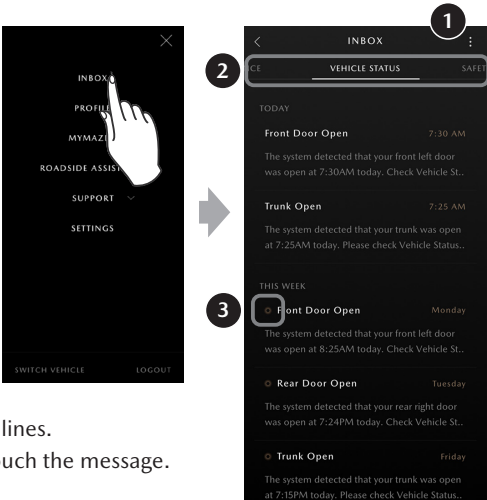 INBOX
PROFILE
MYMAZ
ROADSIDE ASSIST
SUPPORT
SETTINGS
SWITCH VEHICLE LOGOUT
lines.
ouch the message.
1
INBOX
2
CE VEHICLE STATUS SAFET
TODAY
Front Door Open 7:30 AM
The system detected that your front left door
was open at 7:30AM today. Check Vehicle St..
Trunk Open 7:25 AM
The system detected that your trunk was open
at 7:25AM today. Please check Vehicle Status..
THIS WEEK
3
Front Door Open Monday
The system detected that your front left door
was open at 8:25AM today. Check Vehicle St..
Rear Door Open Tuesday
The system detected that your rear right door
was open at 7:24PM today. Check Vehicle St..
Trunk Open Friday
The system detected that your trunk was open
at 7:15PM today. Please check Vehicle Status..